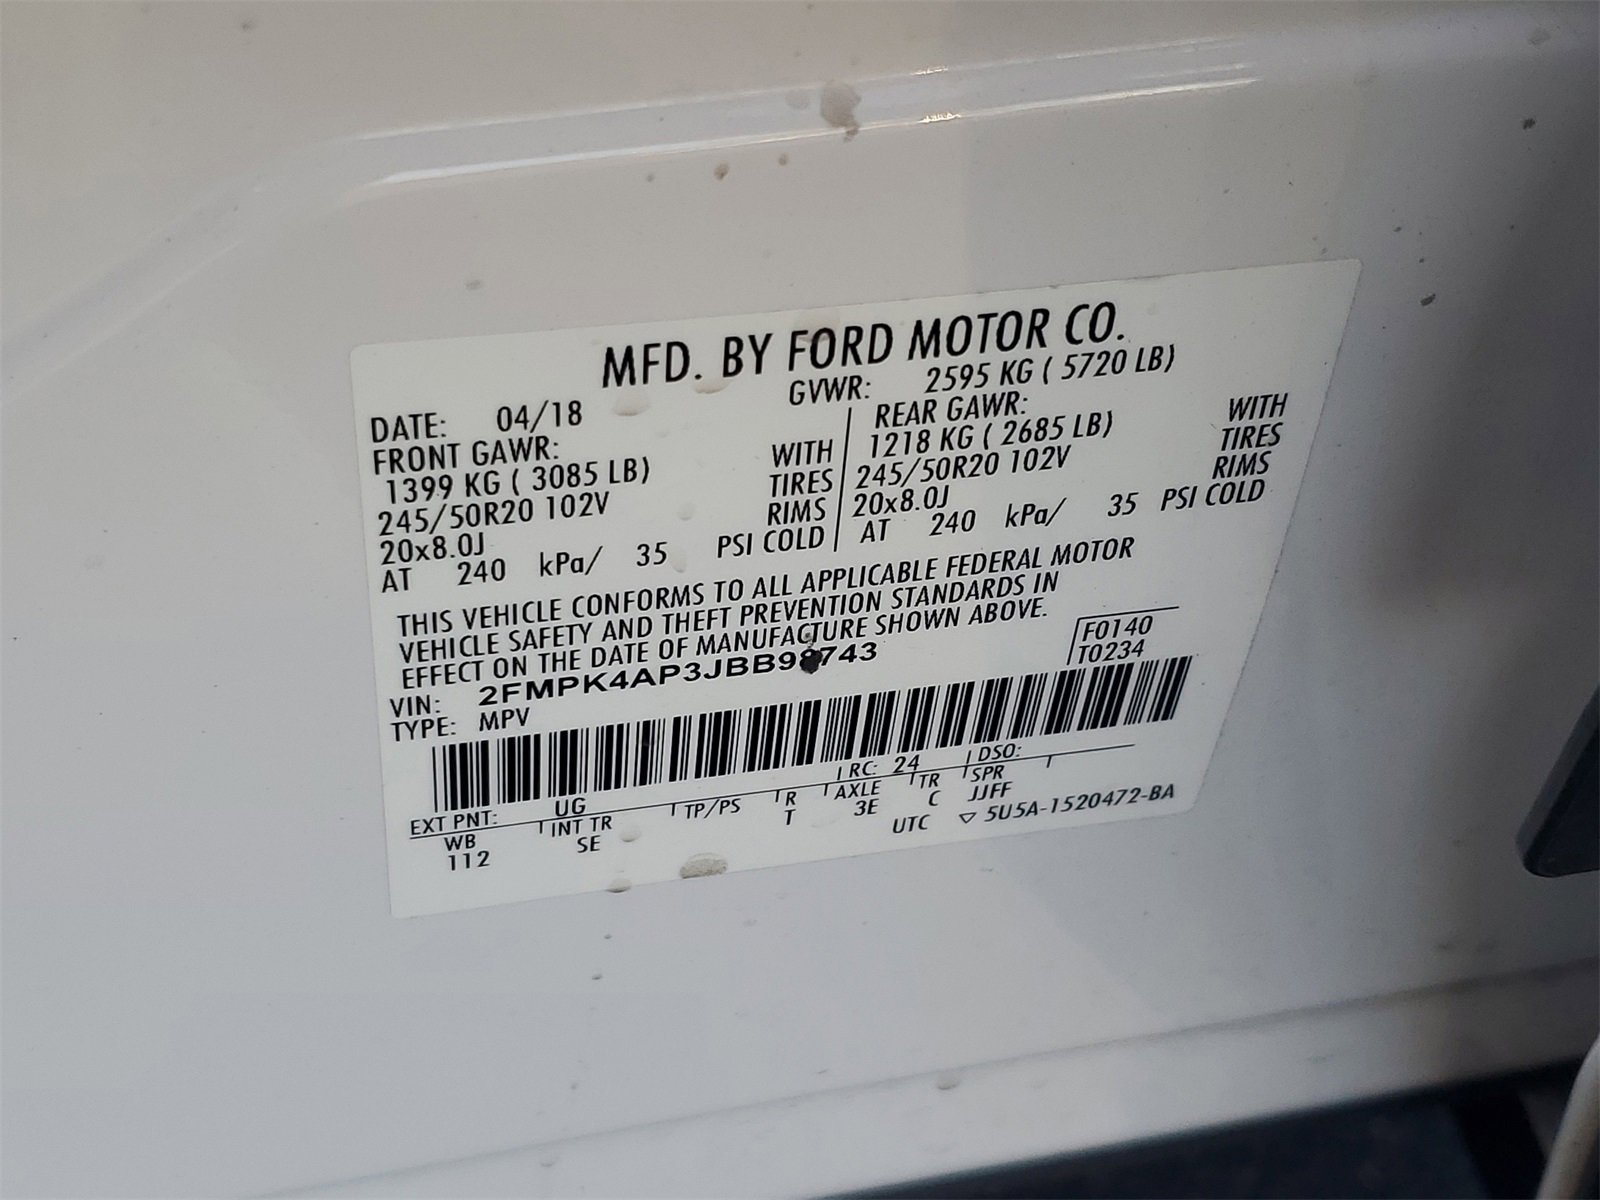 MFD. BY FORD MOTOR CO.
DATE: 04/18 GVWR: 2595 KG ( 5720 LB)
FRONT GAWR: REAR GAWR:
1399 KG ( 3085 LB) WITH 1218 KG ( 2685 LB) WITH
245/50R20 102V TIRES 245/50R20 102V TIRES
20x8.0J RIMS 20x8.0J RIMS
AT 240 kPa/ 35 PSI COLD AT 240 kPa/ 35 PSI COLD
THIS VEHICLE CONFORMS TO ALL APPLICABLE FEDERAL MOTOR
VEHICLE SAFETY AND THEFT PREVENTION STANDARDS IN
EFFECT ON THE DATE OF MANUFACTURE SHOWN ABOVE.
VIN: 2FMPK4AP3JBB98743 F0140
TYPE: MPV T0234
EXT PNT: UG RC: 24 DSO:
WB INT TR TP/PS R AXLE TR SPR
112 SE T 3E C JJFF
UTC ▽ 5U5A-1520472-BA